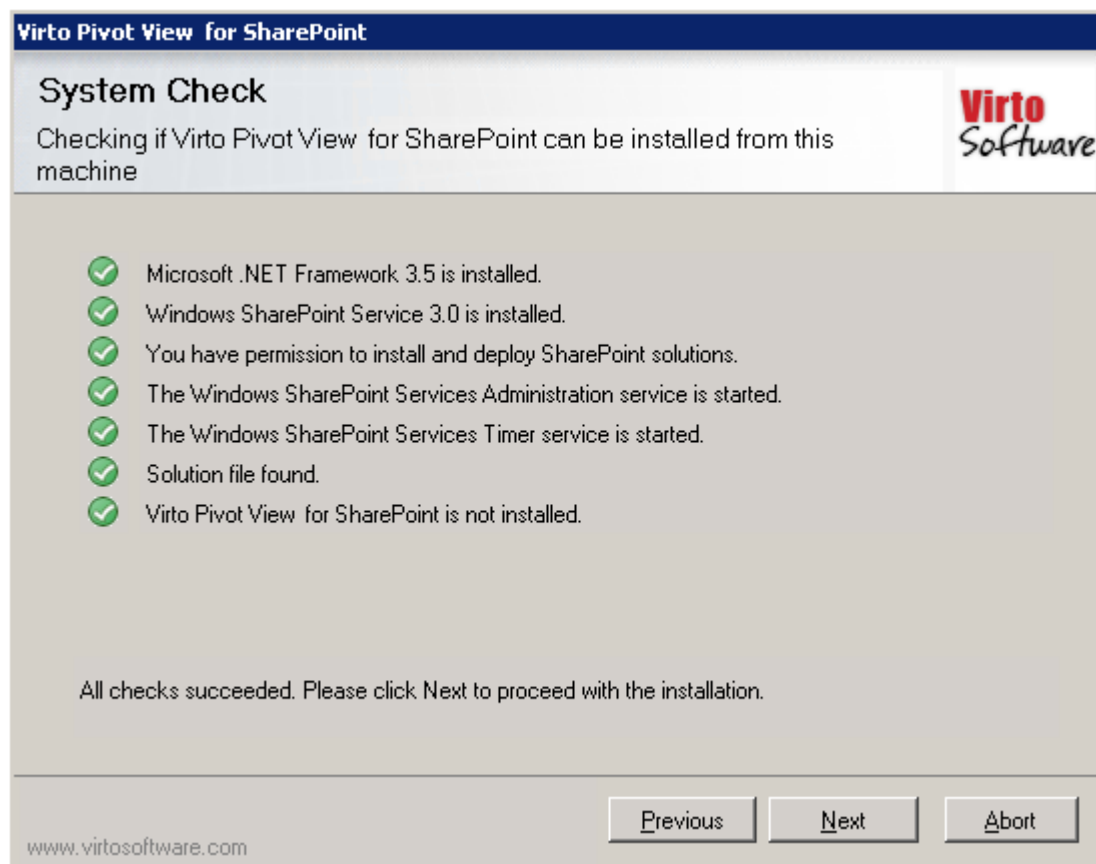 Virto Pivot View for SharePoint
System Check
Checking if Virto Pivot View for SharePoint can be installed from this
machine
Virto
Software
Microsoft .NET Framework 3.5 is installed.
Windows SharePoint Service 3.0 is installed.
You have permission to install and deploy SharePoint solutions.
The Windows SharePoint Services Administration service is started.
The Windows SharePoint Services Timer service is started.
Solution file found.
Virto Pivot View for SharePoint is not installed.
All checks succeeded. Please click Next to proceed with the installation.
Previous Next Abort
www.virtosoftware.com